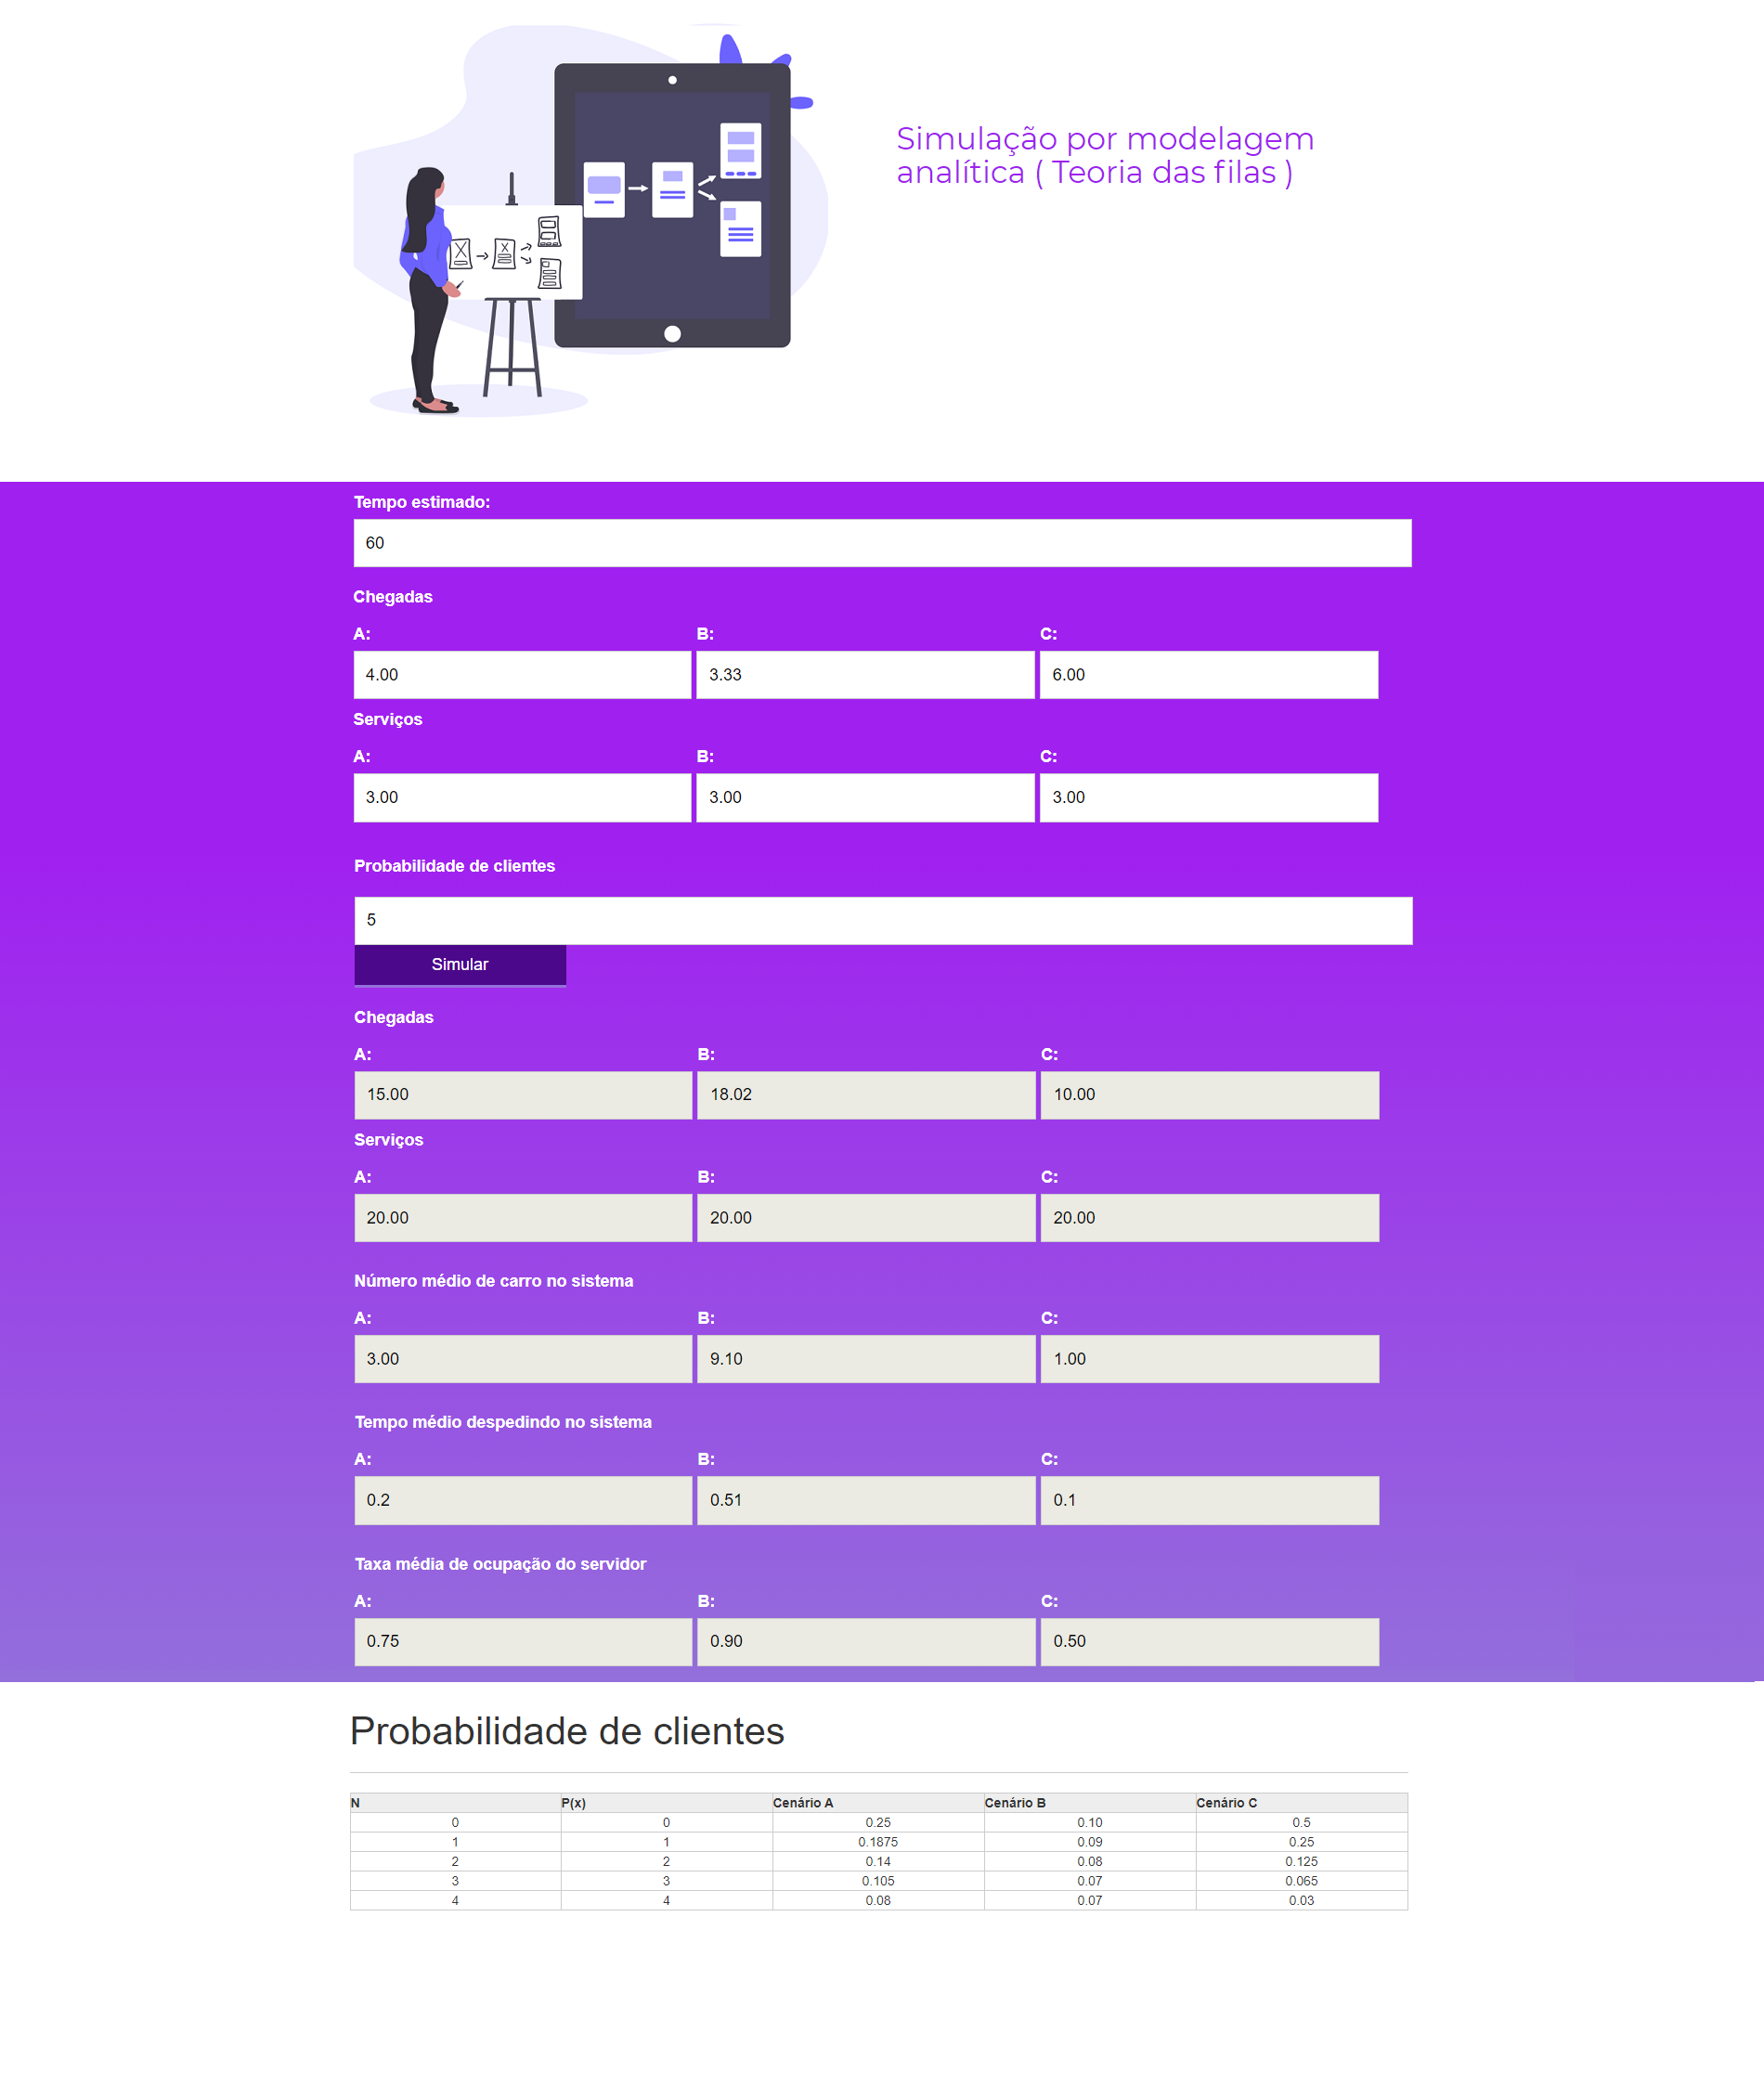 Simulação por modelagem
analítica ( Teoria das filas )
Tempo estimado:
60
Chegadas
A: B: C:
4.00 3.33 6.00
Serviços
A: B: C:
3.00 3.00 3.00
Probabilidade de clientes
5
Simular
Chegadas
A: B: C:
15.00 18.02 10.00
Serviços
A: B: C:
20.00 20.00 20.00
Número médio de carro no sistema
A: B: C:
3.00 9.10 1.00
Tempo médio despedindo no sistema
A: B: C:
0.2 0.51 0.1
Taxa média de ocupação do servidor
A: B: C:
0.75 0.90 0.50
Probabilidade de clientes
N P(x) Cenário A Cenário B Cenário C
0 0 0.25 0.10 0.5
1 1 0.1875 0.09 0.25
2 2 0.14 0.08 0.125
3 3 0.105 0.07 0.065
4 4 0.08 0.07 0.03